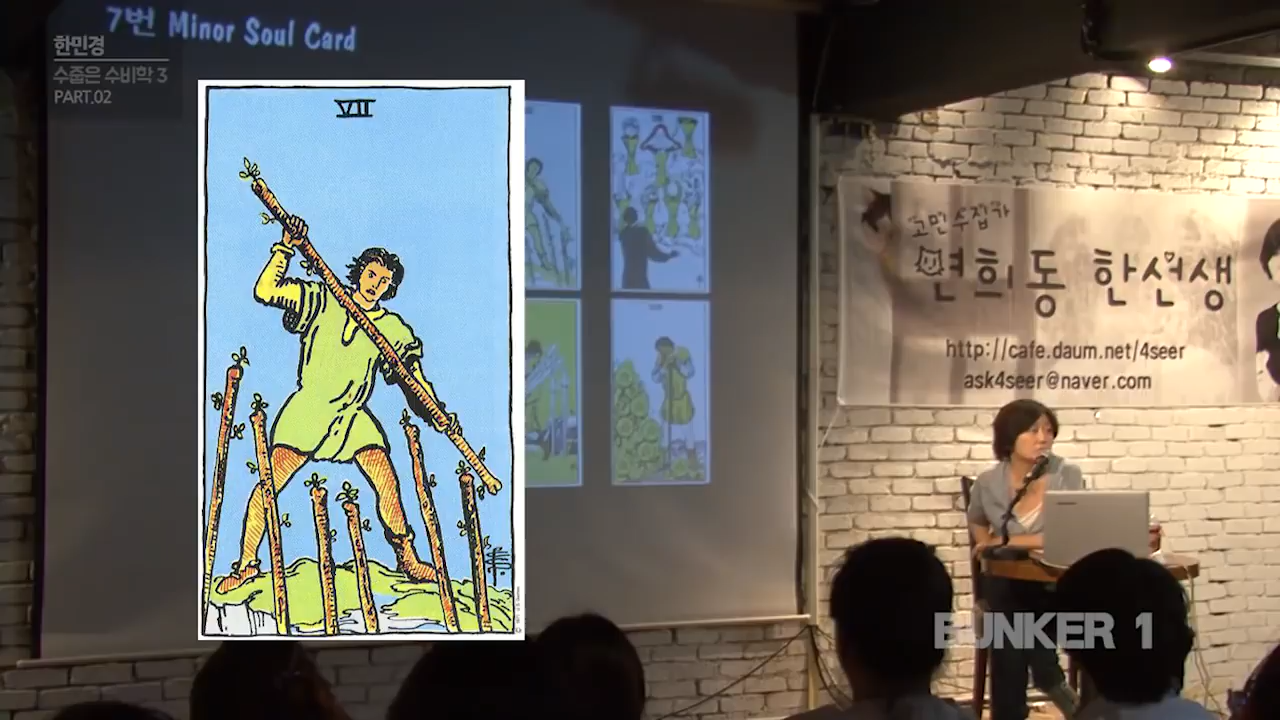 7번 Minor Soul Card
한민경
수줍은 수비학 3
PART.02
VII
고민 수집가
연희동 한선생
http://cafe.daum.net/4seer
ask4seer@naver.com
BUNKER 1